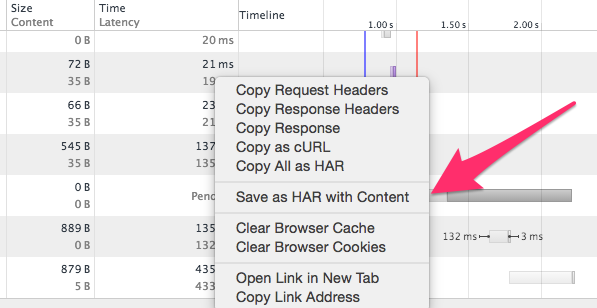 Size Time Timeline
Content Latency
1.00 s 1.50 s 2.00 s
0 B 20 ms
72 B 21 ms
35 B 19
66 B 23
35 B 21
545 B 137
35 B 135
0 B Pend
0 B
889 B 135
0 B 132
132 ms 3 ms
879 B 435
5 B 433
Copy Request Headers
Copy Response Headers
Copy Response
Copy as cURL
Copy All as HAR
Save as HAR with Content
Clear Browser Cache
Clear Browser Cookies
Open Link in New Tab
Copy Link Address